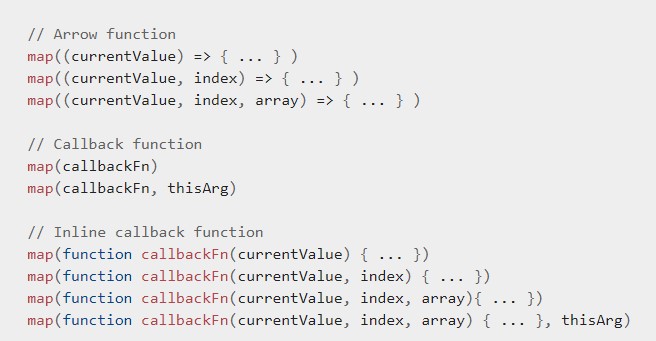 // Arrow function
map((currentValue) => { ... } )
map((currentValue, index) => { ... } )
map((currentValue, index, array) => { ... } )
// Callback function
map(callbackFn)
map(callbackFn, thisArg)
// Inline callback function
map(function callbackFn(currentValue) { ... })
map(function callbackFn(currentValue, index) { ... })
map(function callbackFn(currentValue, index, array){ ... })
map(function callbackFn(currentValue, index, array) { ... }, thisArg)